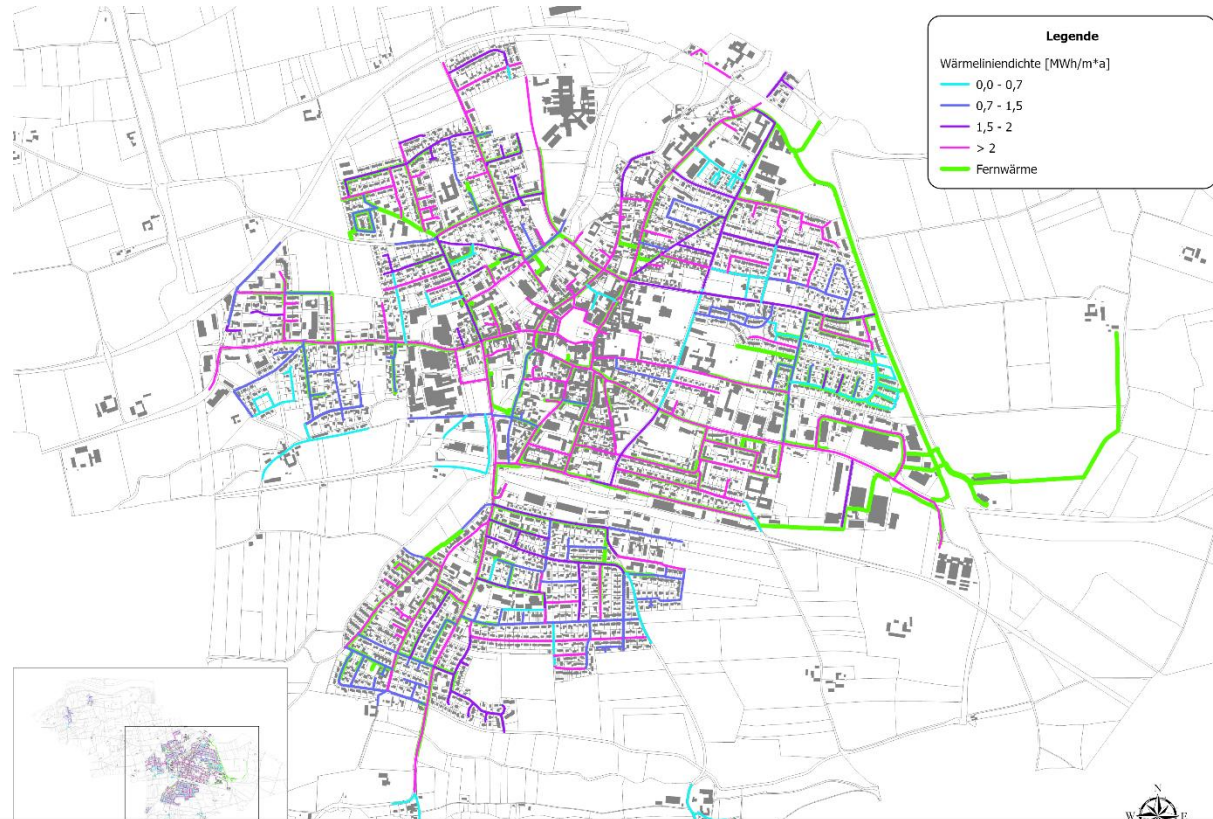 Legende
Wärmeliniendichte [MWh/m*a]
0,0 - 0,7
0,7 - 1,5
1,5 - 2
> 2
Fernwärme
N
W E